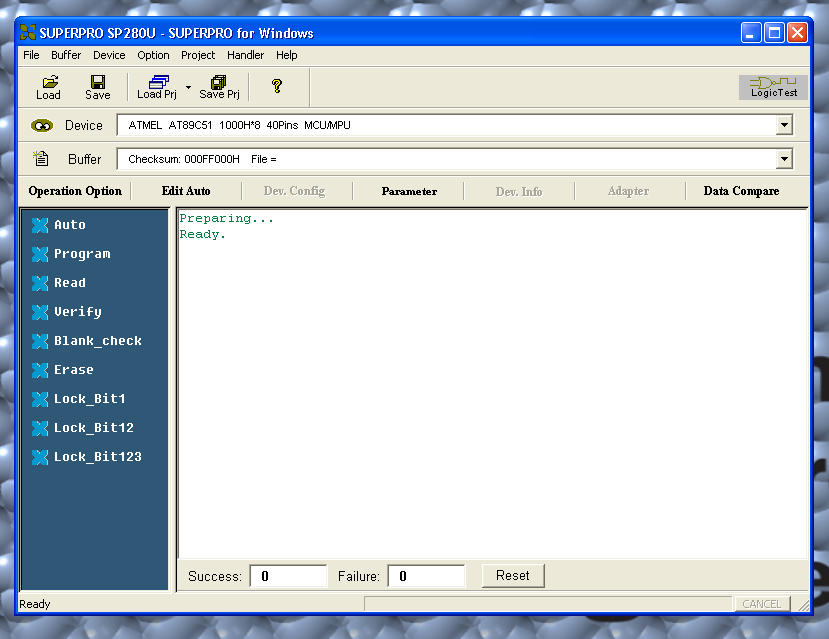 SUPERPRO SP280U - SUPERPRO for Windows
File Buffer Device Option Project Handler Help
Load Save Load Prj Save Prj ? LogicTest
Device ATMEL AT89C51 1000H*8 40Pins MCU/MPU
Buffer Checksum: 000FF000H File =
Operation Option Edit Auto Dev. Config Parameter Dev. Info Adapter Data Compare
Auto
Program
Read
Verify
Blank_check
Erase
Lock_Bit1
Lock_Bit12
Lock_Bit123
Preparing...
Ready.
Success: 0 Failure: 0 Reset
Ready CANCEL